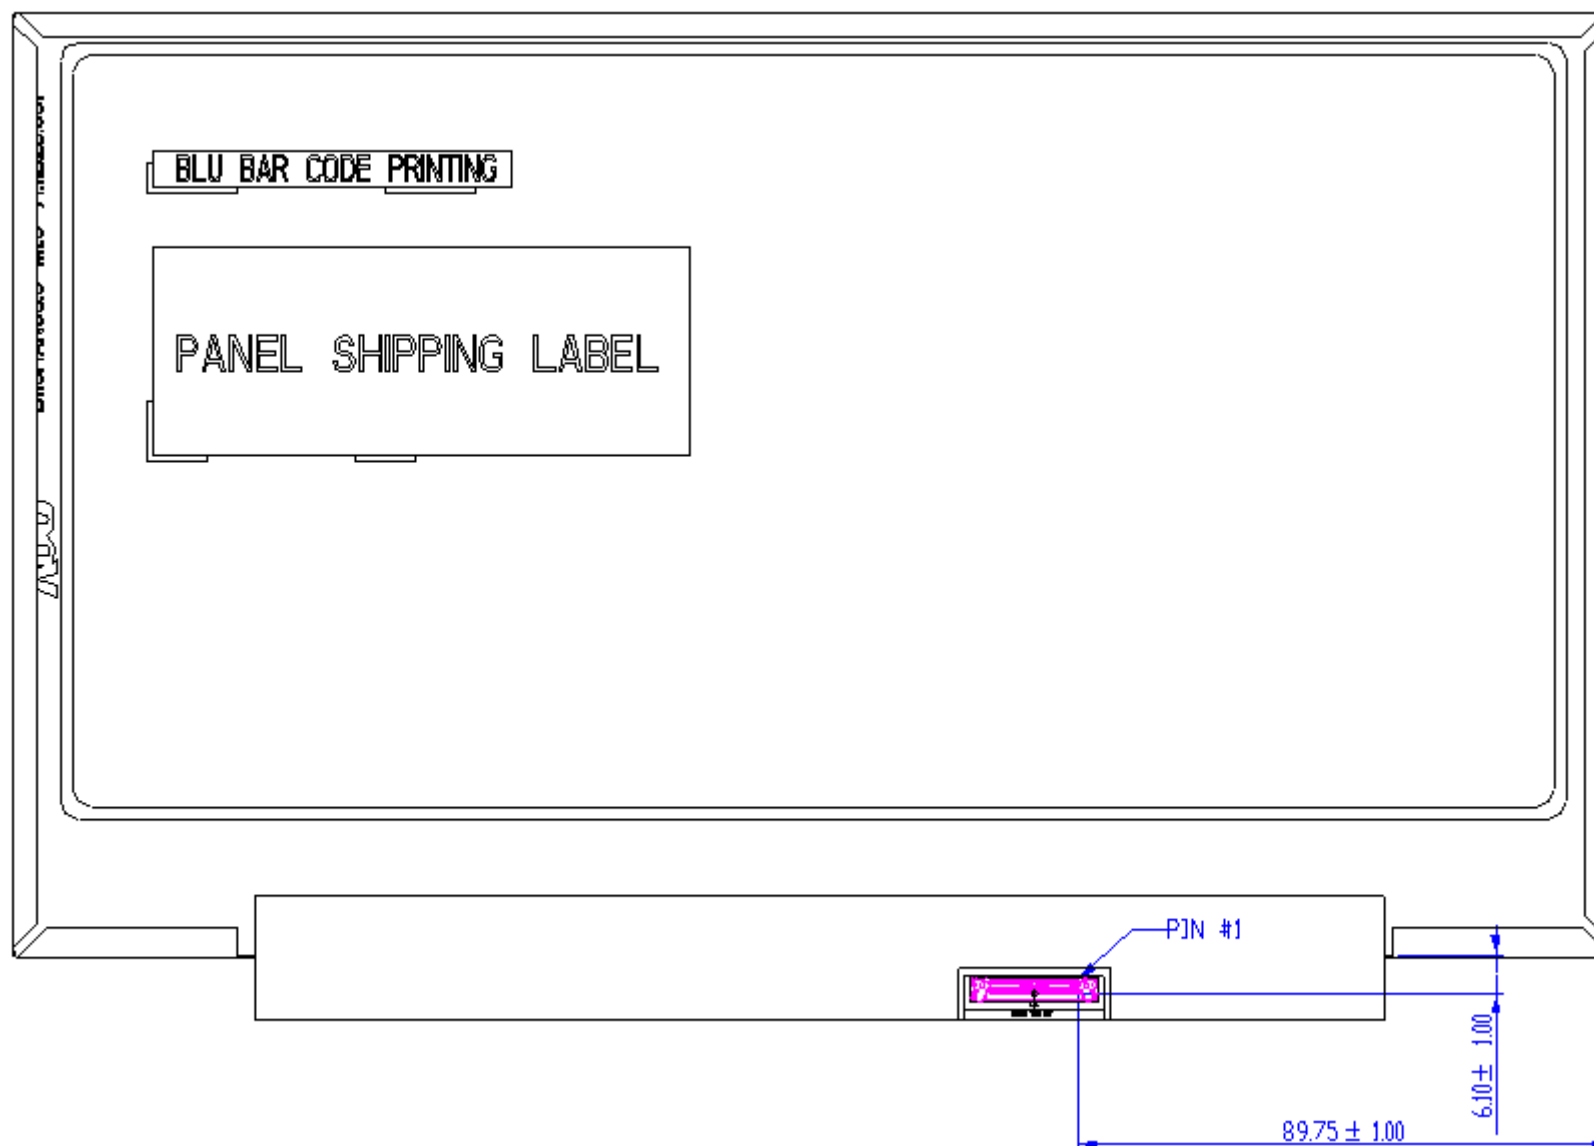 BLU BAR CODE PRINTING
PANEL SHIPPING LABEL
PIN #1
6.10± 1.00
89.75 ± 1.00